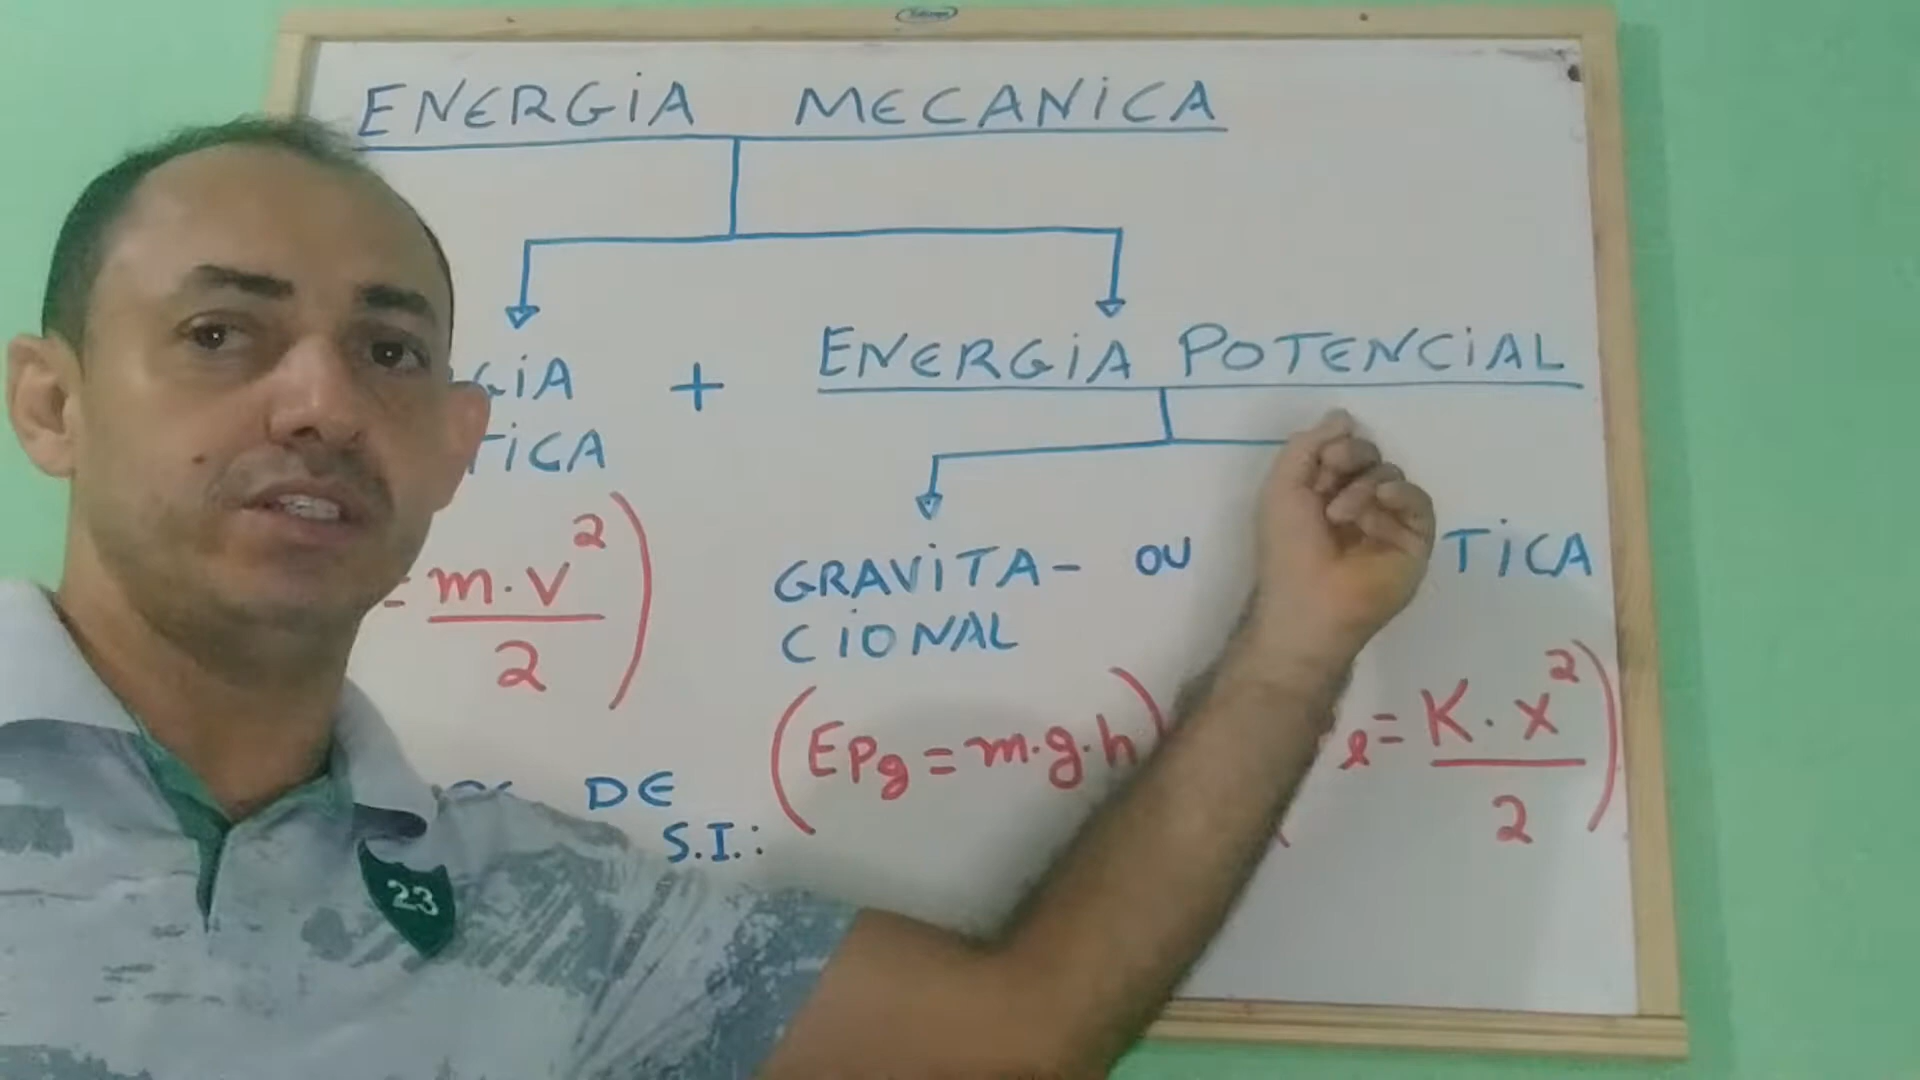 ENERGIA MECANICA
GIA + ENERGIA POTENCIAL
TICA
= m.v²
2
GRAVITA- OU TICA
CIONAL
(EPg = m.g.h)
l = K.x²
2
DE
S.I.:
23